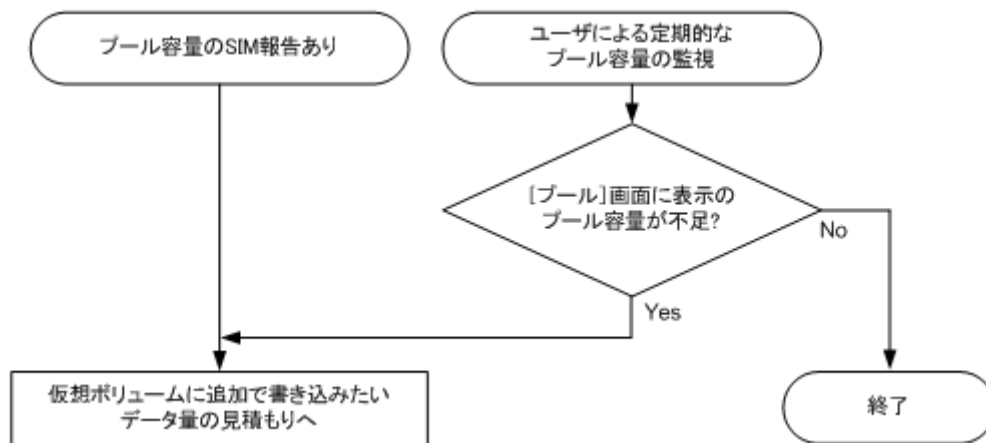 プール容量のSIM報告あり
ユーザによる定期的な
プール容量の監視
[プール]画面に表示の
プール容量が不足?
No
Yes
仮想ボリュームに追加で書き込みたい
データ量の見積もりへ
終了